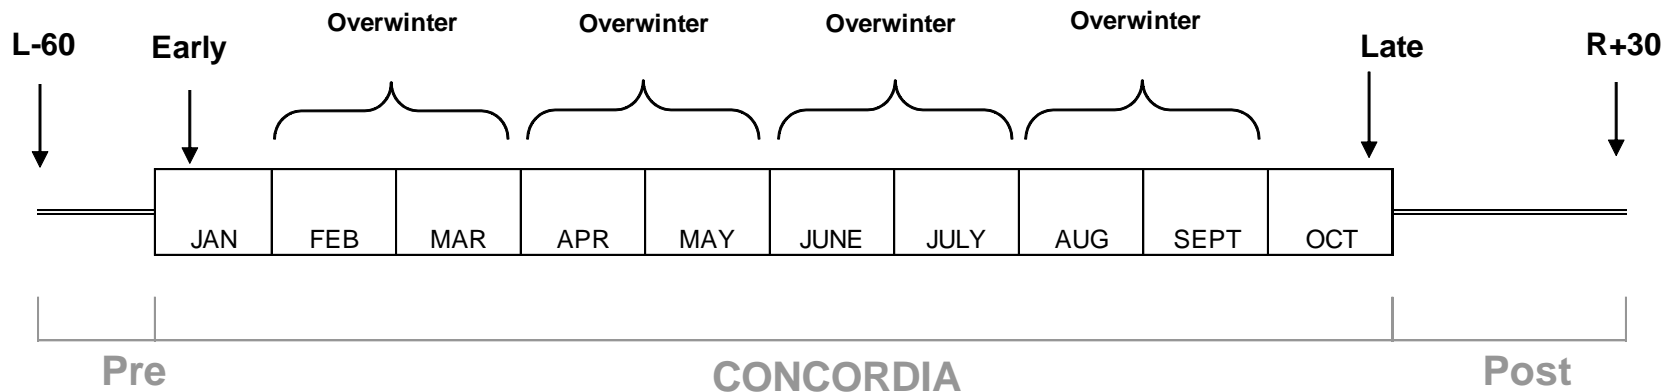 Overwinter Overwinter Overwinter Overwinter
L-60 Early Late R+30
JAN FEB MAR APR MAY JUNE JULY AUG SEPT OCT
Pre CONCORDIA Post